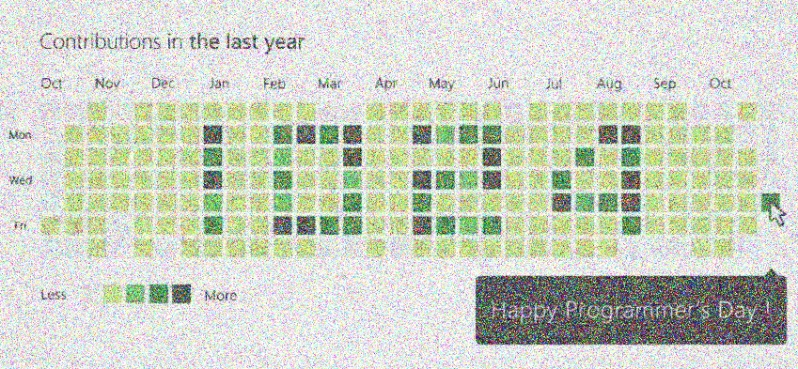 Contributions in the last year
Oct Nov Dec Jan Feb Mar Apr May Jun Jul Aug Sep Oct
Mon
Wed
Fri
1024
Less More
Happy Programmer's Day !